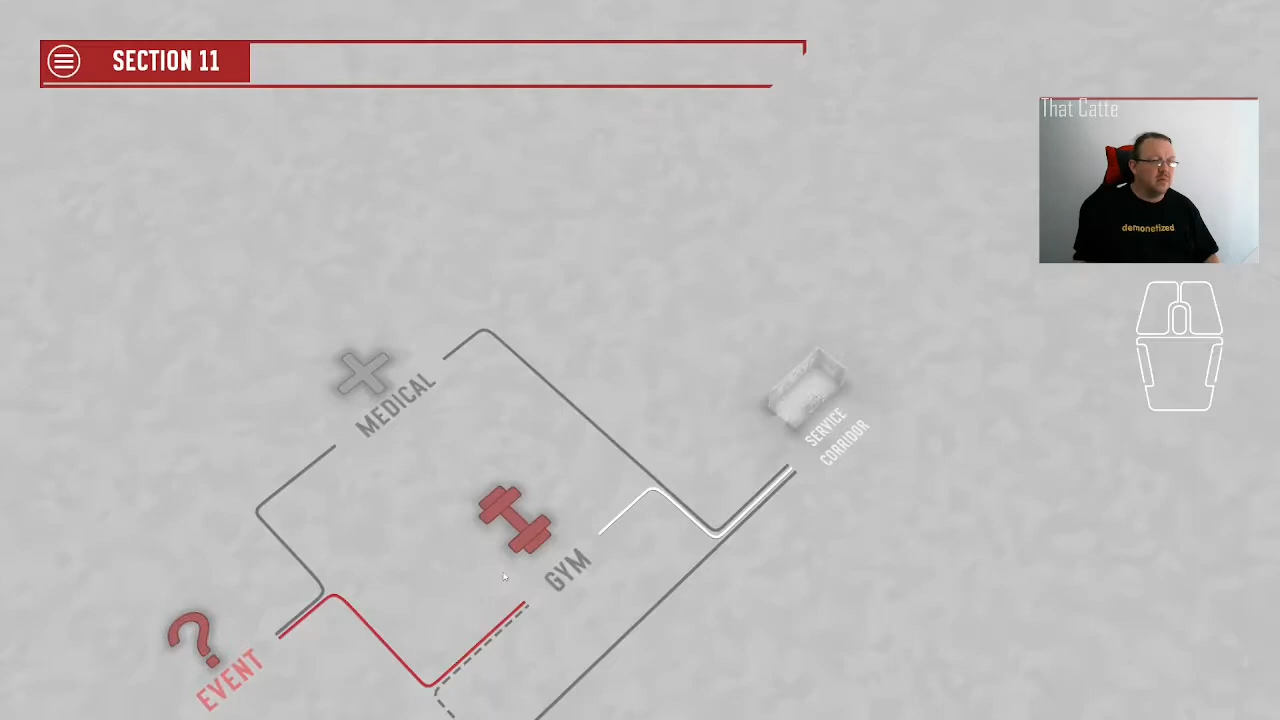 SECTION 11
That Catte
demonetized
MEDICAL
SERVICE
CORRIDOR
GYM
EVENT